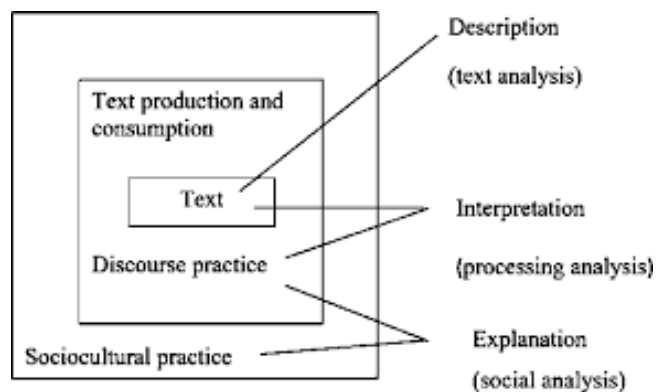 Description
(text analysis)
Text production and
consumption
Text
Interpretation
Discourse practice
(processing analysis)
Explanation
Sociocultural practice
(social analysis)